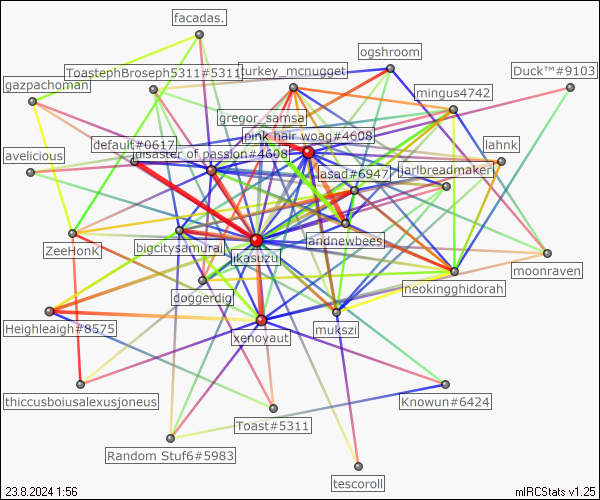 facadas.
ogshroom
ToastephBroseph5311#5311
turkey_mcnugget
Duck™#9103
gazpachoman
mingus4742
gregor_samsa
pink hair woag#4608
default#0617
lahnk
avelicious
disaster of passion#4608
asad#6947
jarlbreadmaker
ZeeHonK
bigcitysamurai
andnewbees
likasuzu
moonraven
neokingghidorah
doggerdig
Heighleaigh#8575
xenoyaut
mukszi
thiccusboiusalexusjoneus
Knowun#6424
Toast#5311
Random Stuf6#5983
tescoroll
23.8.2024 1:56
mIRCStats v1.25